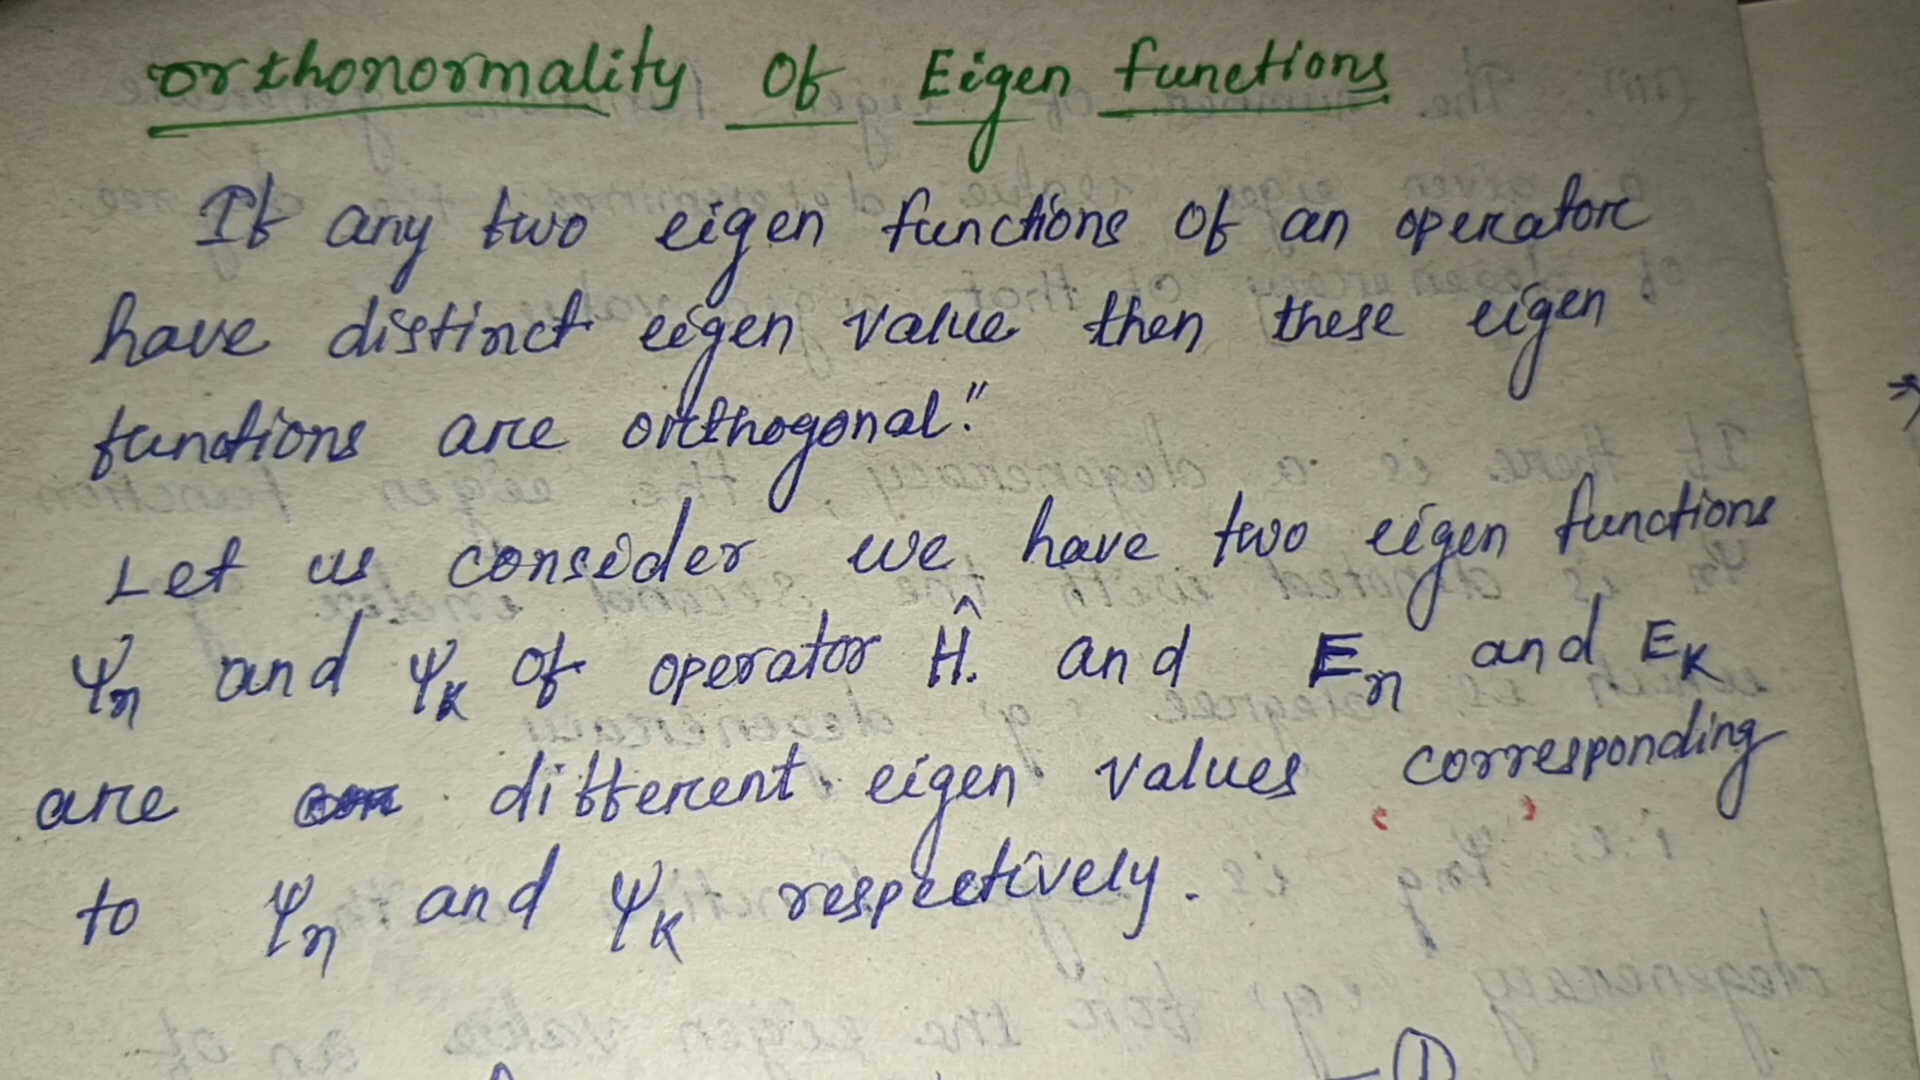 orthonormality Of Eigen functions
If any two eigen functions of an operator
have distinct eigen value then these eigen
functions are orthogonal."
Let us consider we have two eigen functions
Ψn and Ψk of operator Ĥ. and En and EK
are different eigen values corresponding
to Ψn and Ψk respectively.
— ①